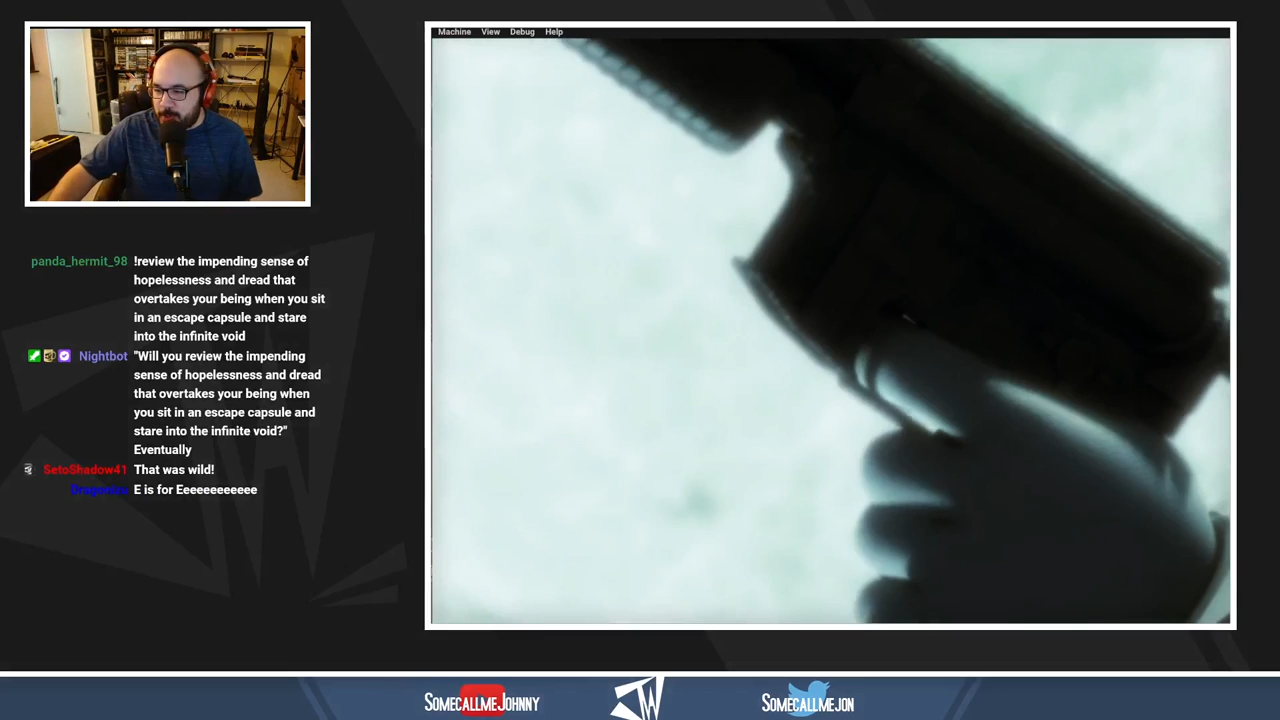 Machine View Debug Help
panda_hermit_98 !review the impending sense of
hopelessness and dread that
overtakes your being when you sit
in an escape capsule and stare
into the infinite void
Nightbot "Will you review the impending
sense of hopelessness and dread
that overtakes your being when
you sit in an escape capsule and
stare into the infinite void?"
Eventually
SetoShadow41 That was wild!
E is for Eeeeeeeeeee
SOMECALLMEJOHNNY
SOMECALLMEJON